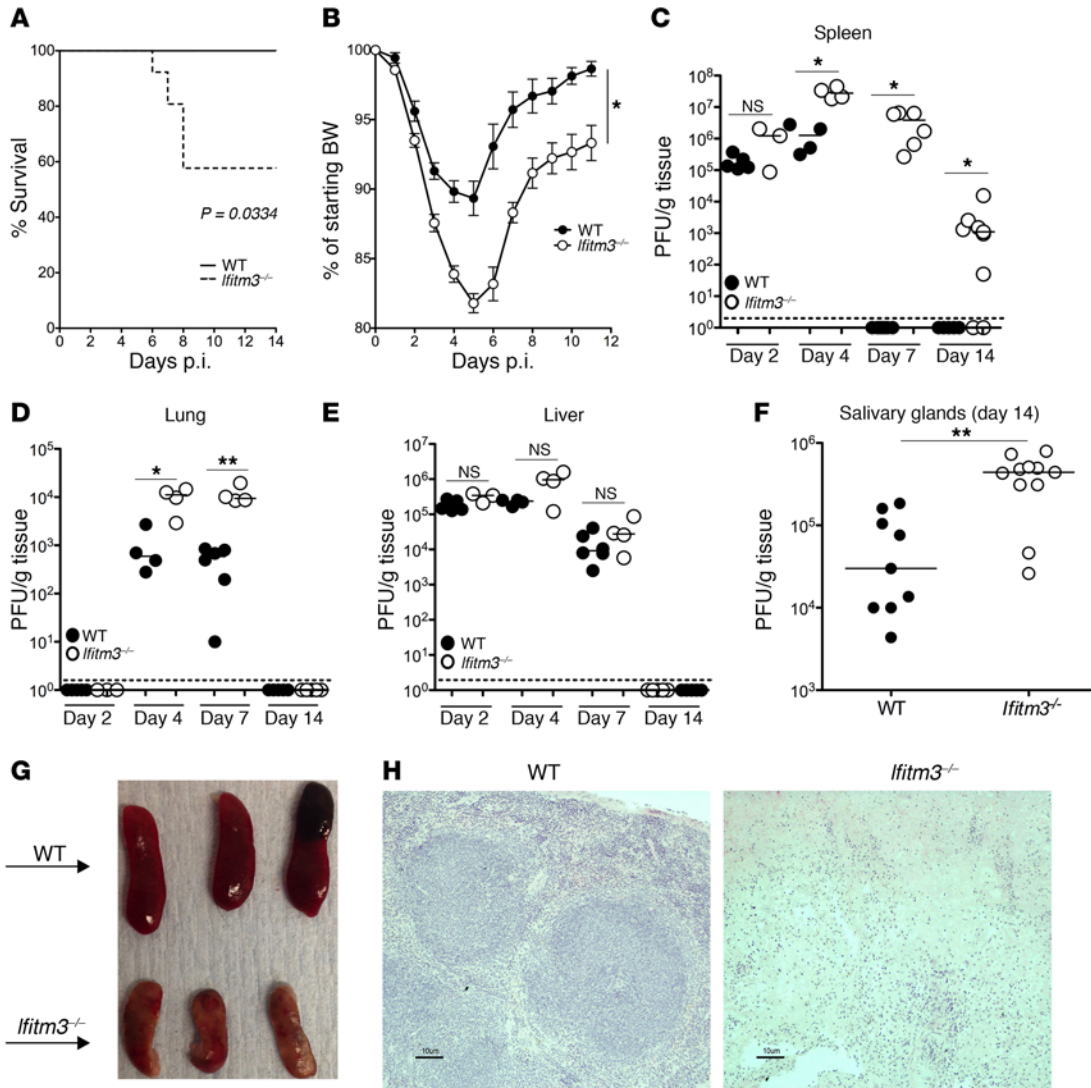 A
% Survival
100
80
60
40
20
0
P = 0.0334
WT
Ifitm3–/–
0 2 4 6 8 10 12 14
Days p.i.
B
% of starting BW
100
95
90
85
80
*
WT
Ifitm3–/–
0 2 4 6 8 10 12
Days p.i.
C
Spleen
PFU/g tissue
10⁸
10⁷
10⁶
10⁵
10⁴
10³
10²
10¹
10⁰
NS * * *
WT
Ifitm3–/–
Day 2 Day 4 Day 7 Day 14
D
Lung
PFU/g tissue
10⁵
10⁴
10³
10²
10¹
10⁰
* **
WT
Ifitm3–/–
Day 2 Day 4 Day 7 Day 14
E
Liver
PFU/g tissue
10⁷
10⁶
10⁵
10⁴
10³
10²
10¹
10⁰
NS NS NS
WT
Ifitm3–/–
Day 2 Day 4 Day 7 Day 14
F
Salivary glands (day 14)
PFU/g tissue
10⁶
10⁵
10⁴
10³
**
WT Ifitm3-/-
G
WT
Ifitm3–/–
H
WT Ifitm3–/–
10um 10um